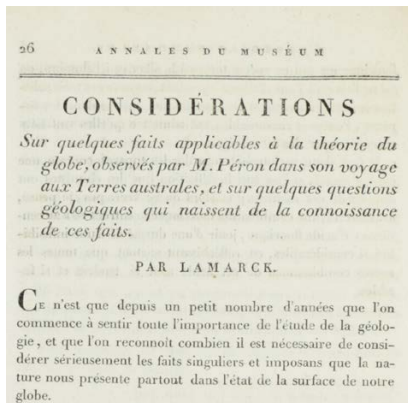 26 ANNALES DU MUSÉUM
CONSIDÉRATIONS
Sur quelques faits applicables à la théorie du
globe, observés par M. Péron dans son voyage
aux Terres australes, et sur quelques questions
géologiques qui naissent de la connoissance
de ces faits.
PAR LAMARCK.
CE n'est que depuis un petit nombre d'années que l'on
commence à sentir toute l'importance de l'étude de la géolo-
gie, et que l'on reconnoît combien il est nécessaire de consi-
dérer sérieusement les faits singuliers et imposans que la na-
ture nous présente partout dans l'état de la surface de notre
globe.